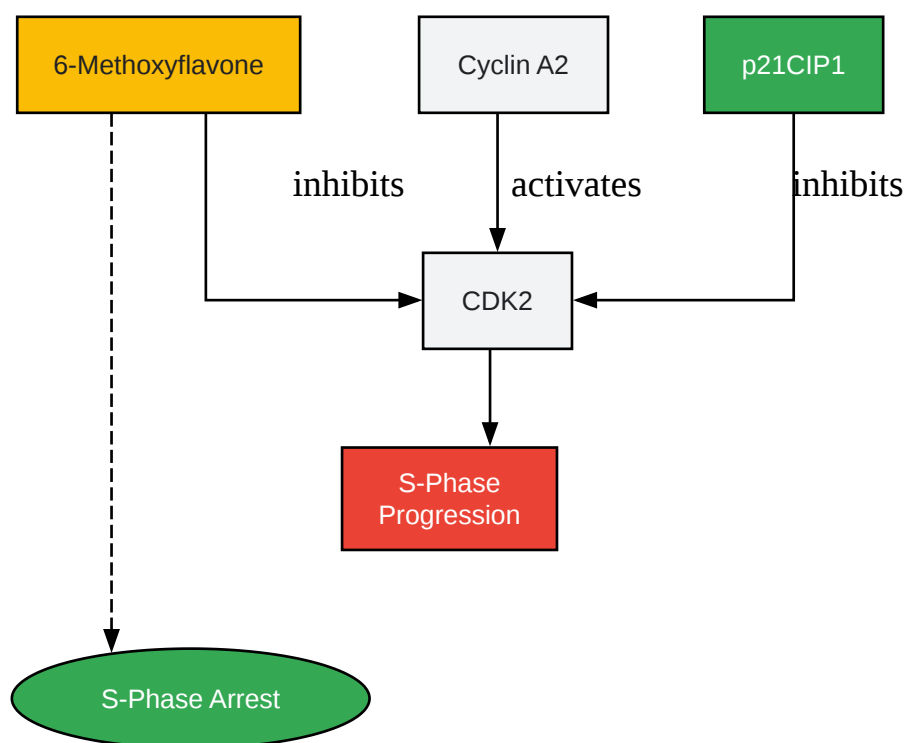 6-Methoxyflavone
Cyclin A2
p21CIP1
inhibits
activates
inhibits
CDK2
S-Phase
Progression
S-Phase Arrest